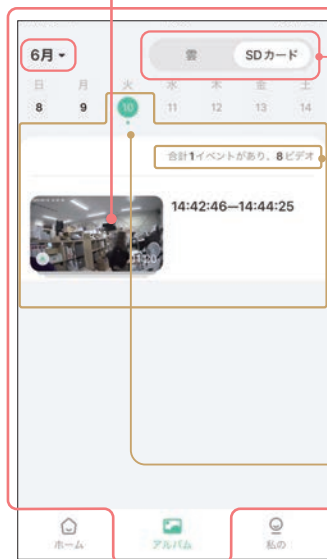 6月
雲 SDカード
日 月 火 水 木 金 土
8 9 10 11 12 13 14
合計1イベントがあり、8ビデオ
14:42:46—14:44:25
ホーム アルバム 私の